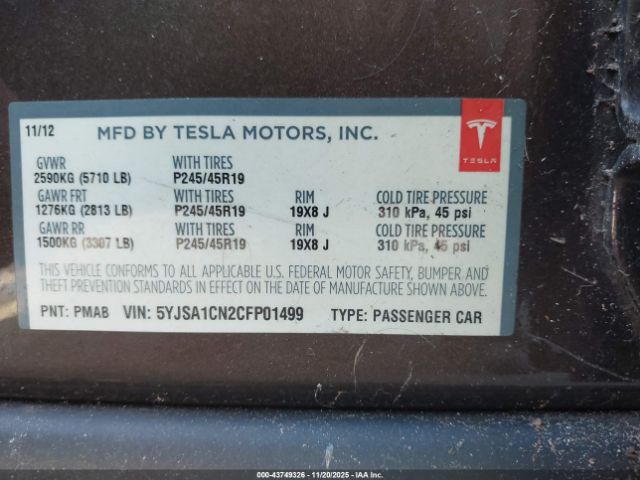 11/12 MFD BY TESLA MOTORS, INC.
TESLA
GVWR WITH TIRES
2590KG (5710 LB) P245/45R19
GAWR FRT WITH TIRES RIM COLD TIRE PRESSURE
1276KG (2813 LB) P245/45R19 19X8 J 310 kPa, 45 psi
GAWR RR WITH TIRES RIM COLD TIRE PRESSURE
1500KG (3307 LB) P245/45R19 19X8 J 310 kPa, 45 psi
THIS VEHICLE CONFORMS TO ALL APPLICABLE U.S. FEDERAL MOTOR SAFETY, BUMPER AND
THEFT PREVENTION STANDARDS IN EFFECT ON THE DATE OF MANUFACTURE SHOWN ABOVE.
PNT: PMAB VIN: 5YJSA1CN2CFP01499 TYPE: PASSENGER CAR
000-43749326 - 11/20/2025 - IAA Inc.